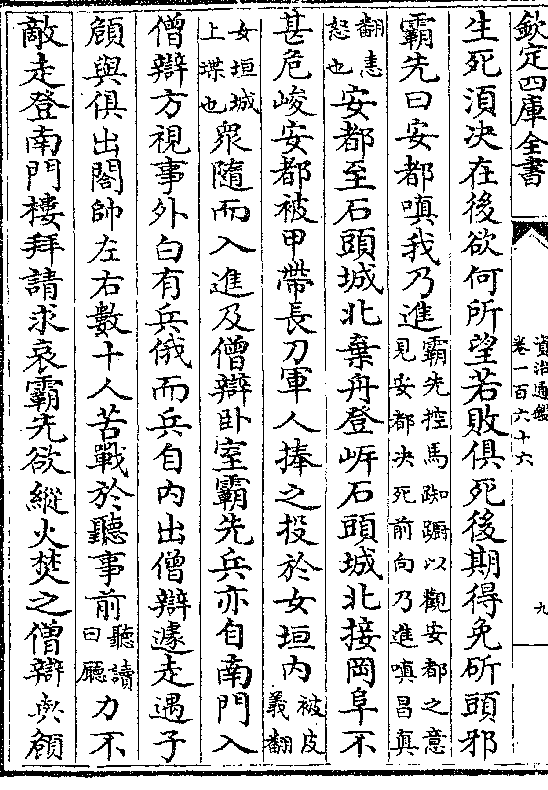 欽定四庫全書
資治通鑑
卷一百六十六
九
生死湏決在後欲何所望若敗俱死後期得免斫頭邪
霸先曰安都嗔我乃進
霸先控馬踟蹰以觀安都之意
見安都決死前向乃進嗔昌真
翻恚
怒也
安都至石頭城北棄舟登岍石頭城北接岡阜不
甚危峻安都被甲帶長刀軍人捧之投於女垣内
被皮
義翻
女垣城
上堞也
衆隨而入進及僧辯卧室霸先兵亦自南門入
僧辯方視事外白有兵俄而兵自内出僧辯遽走遇子
頠與俱出閤帥左右數十人苦戰於聽事前
聽讀
曰廳
力不
敵走登南門樓拜請求哀霸先欲縱火焚之僧辯與頠